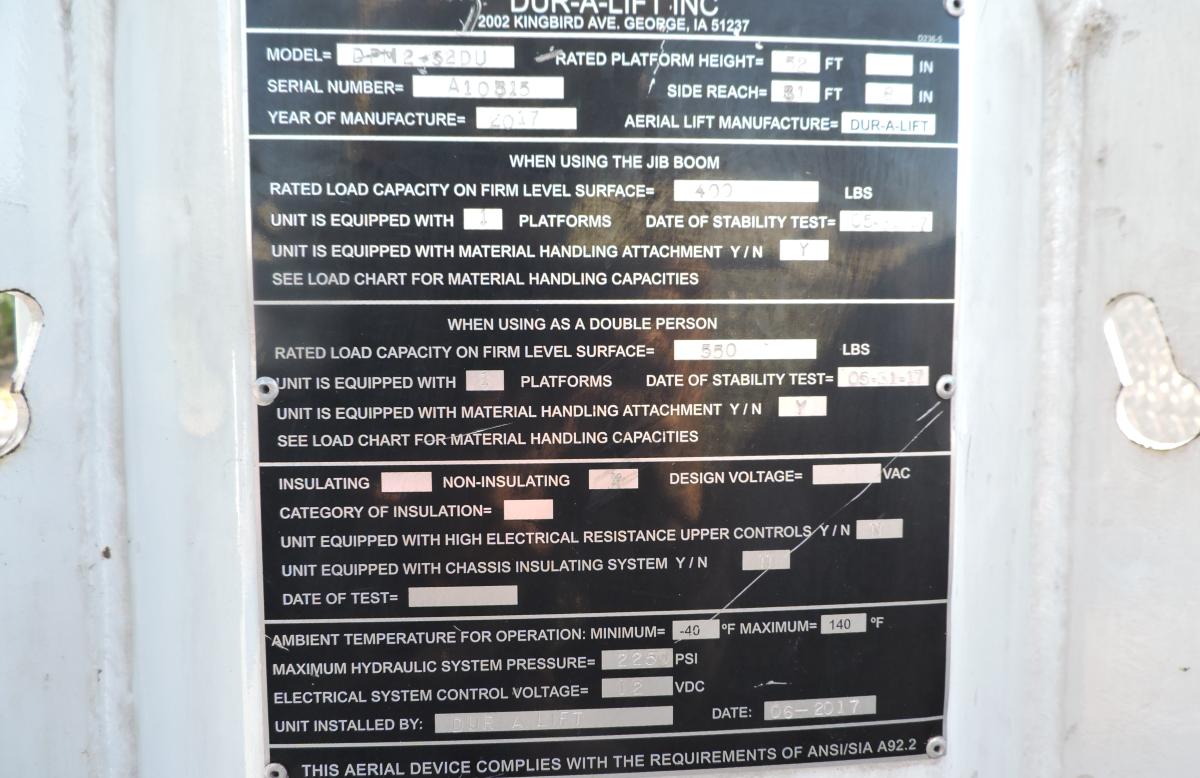 DUR-A-LIFT INC
2002 KINGBIRD AVE. GEORGE, IA 51237
D236-S
MODEL= DPM2-52DU RATED PLATFORM HEIGHT= 52 FT IN
SERIAL NUMBER= A10515 SIDE REACH= 31 FT 8 IN
YEAR OF MANUFACTURE= 2017 AERIAL LIFT MANUFACTURE= DUR-A-LIFT
WHEN USING THE JIB BOOM
RATED LOAD CAPACITY ON FIRM LEVEL SURFACE= 400 LBS
UNIT IS EQUIPPED WITH 1 PLATFORMS DATE OF STABILITY TEST=
UNIT IS EQUIPPED WITH MATERIAL HANDLING ATTACHMENT Y / N Y
SEE LOAD CHART FOR MATERIAL HANDLING CAPACITIES
WHEN USING AS A DOUBLE PERSON
RATED LOAD CAPACITY ON FIRM LEVEL SURFACE= 550 LBS
UNIT IS EQUIPPED WITH 1 PLATFORMS DATE OF STABILITY TEST= 05-31-17
UNIT IS EQUIPPED WITH MATERIAL HANDLING ATTACHMENT Y / N Y
SEE LOAD CHART FOR MATERIAL HANDLING CAPACITIES
INSULATING NON-INSULATING X DESIGN VOLTAGE= VAC
CATEGORY OF INSULATION=
UNIT EQUIPPED WITH HIGH ELECTRICAL RESISTANCE UPPER CONTROLS Y / N N
UNIT EQUIPPED WITH CHASSIS INSULATING SYSTEM Y / N N
DATE OF TEST=
AMBIENT TEMPERATURE FOR OPERATION: MINIMUM= -40 ºF MAXIMUM= 140 ºF
MAXIMUM HYDRAULIC SYSTEM PRESSURE= 2250 PSI
ELECTRICAL SYSTEM CONTROL VOLTAGE= 12 VDC
UNIT INSTALLED BY: DUR A LIFT DATE: 06-2017
THIS AERIAL DEVICE COMPLIES WITH THE REQUIREMENTS OF ANSI/SIA A92.2